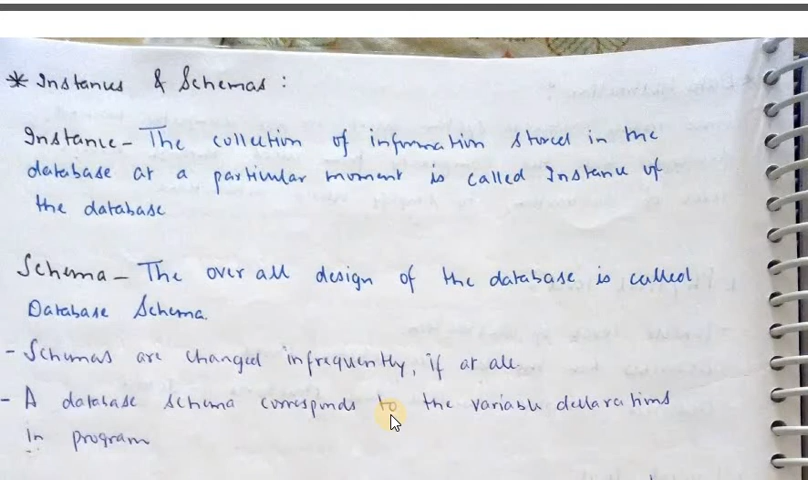 * Instances & Schemas :
Instance - The collection of information stored in the
database at a particular moment is called Instance of
the database
Schema - The over all design of the database is called
Database Schema.
- Schemas are changed infrequently, if at all.
- A database schema corresponds to the variable declarations
in program